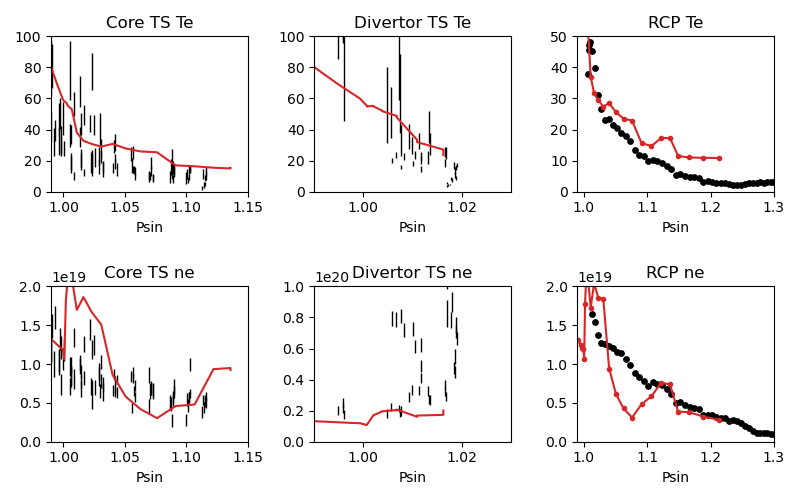 Core TS Te
Divertor TS Te
RCP Te
100
80
60
40
20
0
100
80
60
40
20
0
50
40
30
20
10
0
1.00 1.05 1.10 1.15
1.00 1.02
1.0 1.1 1.2 1.3
Psin
Psin
Psin
Core TS ne
Divertor TS ne
RCP ne
1e19
1e20
1e19
2.0
1.5
1.0
0.5
0.0
1.0
0.8
0.6
0.4
0.2
0.0
2.0
1.5
1.0
0.5
0.0
1.00 1.05 1.10 1.15
1.00 1.02
1.0 1.1 1.2 1.3
Psin
Psin
Psin